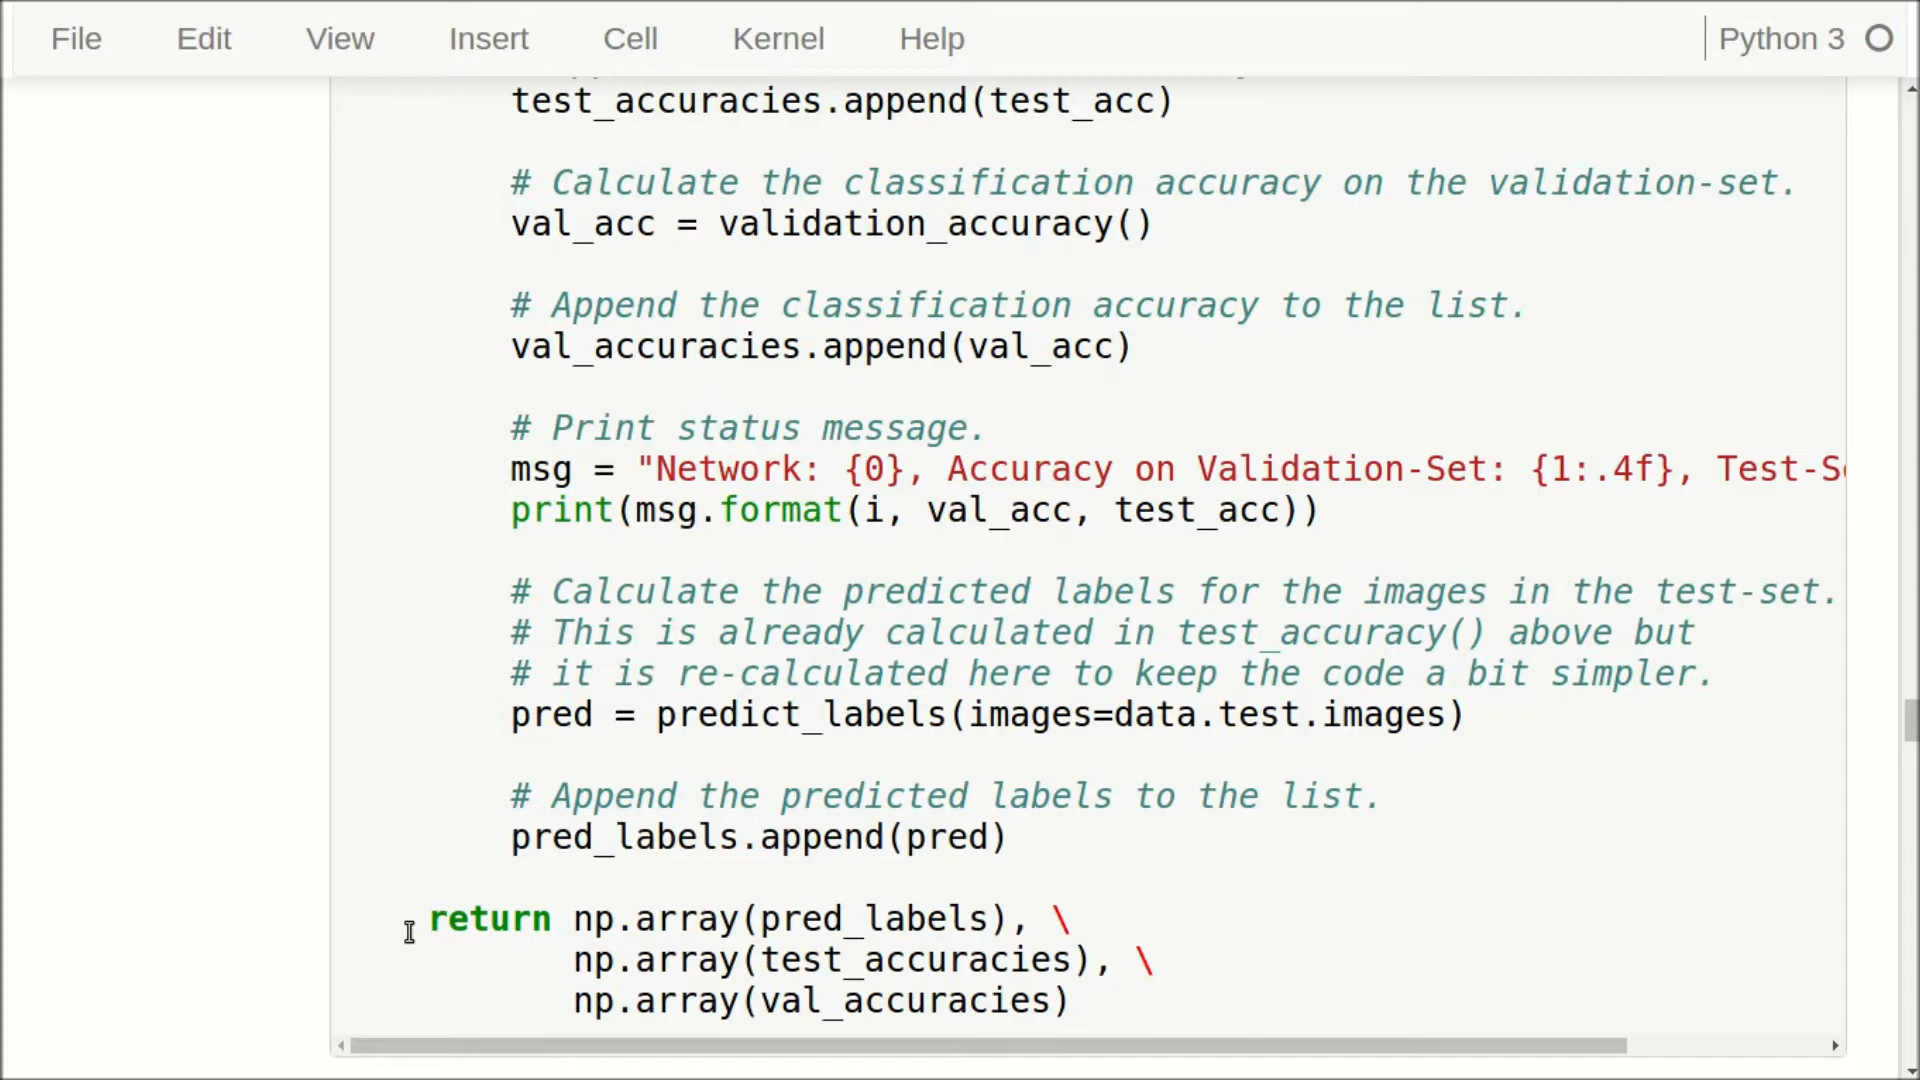 File Edit View Insert Cell Kernel Help Python 3
test_accuracies.append(test_acc)
# Calculate the classification accuracy on the validation-set.
val_acc = validation_accuracy()
# Append the classification accuracy to the list.
val_accuracies.append(val_acc)
# Print status message.
msg = "Network: {0}, Accuracy on Validation-Set: {1:.4f}, Test-S
print(msg.format(i, val_acc, test_acc))
# Calculate the predicted labels for the images in the test-set.
# This is already calculated in test_accuracy() above but
# it is re-calculated here to keep the code a bit simpler.
pred = predict_labels(images=data.test.images)
# Append the predicted labels to the list.
pred_labels.append(pred)
return np.array(pred_labels), \
np.array(test_accuracies), \
np.array(val_accuracies)